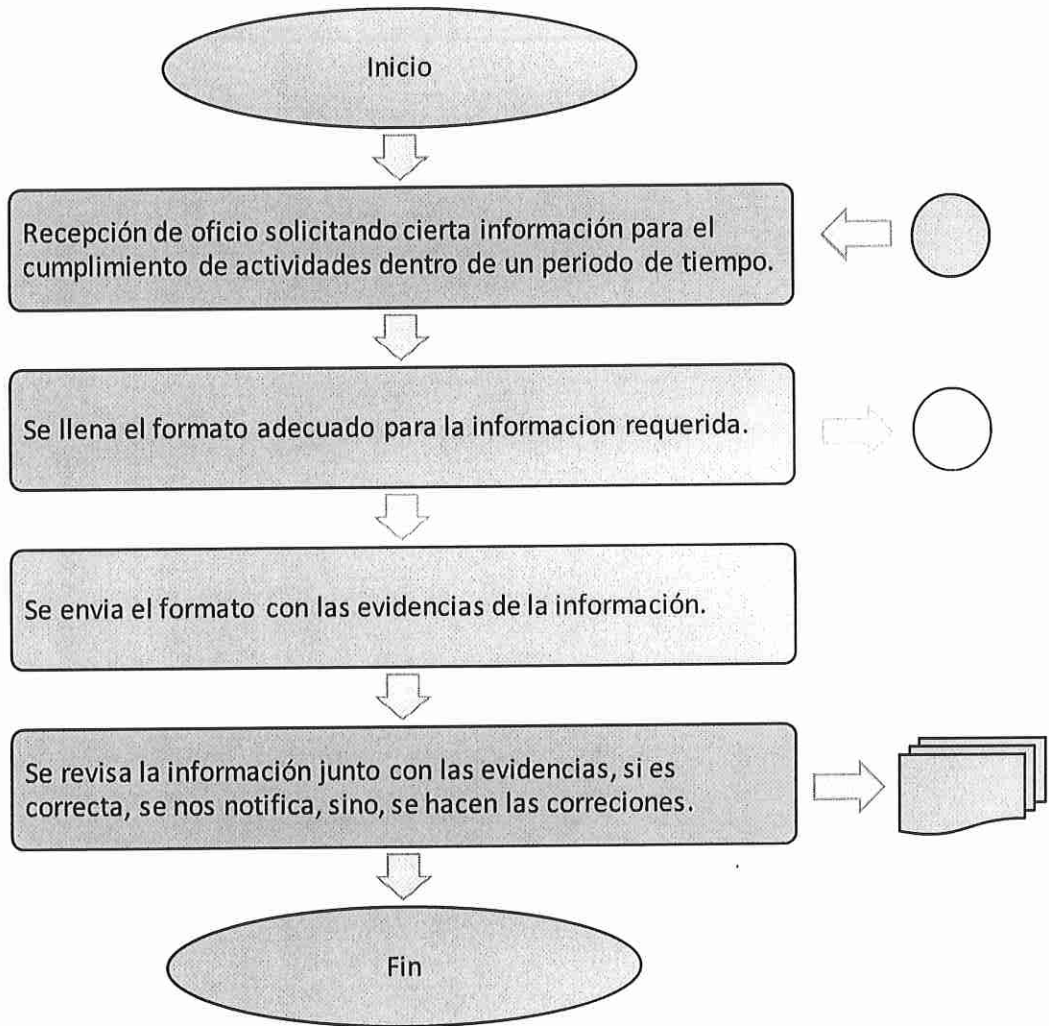 Inicio
Recepción de oficio solicitando cierta información para el
cumplimiento de actividades dentro de un periodo de tiempo.
Se llena el formato adecuado para la informacion requerida.
Se envia el formato con las evidencias de la información.
Se revisa la información junto con las evidencias, si es
correcta, se nos notifica, sino, se hacen las correciones.
Fin